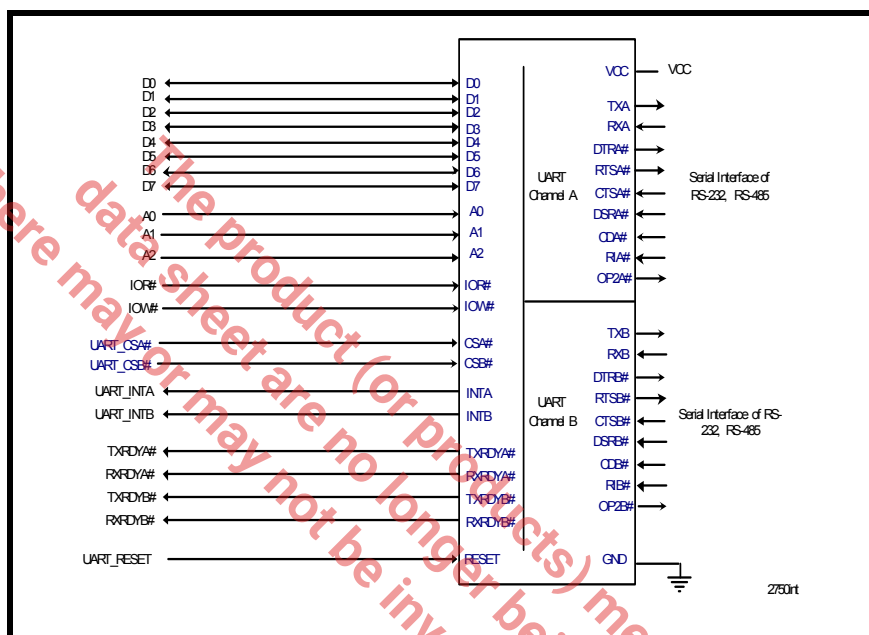 D0
D1
D2
D3
D4
D5
D6
D7
A0
A1
A2
IOR#
IOW#
UART_CSA#
UART_CSB#
UART_INTA
UART_INTB
TXRDYA#
RXRDYA#
TXRDYB#
RXRDYB#
UART_RESET
D0
D1
D2
D3
D4
D5
D6
D7
A0
A1
A2
IOR#
IOW#
CSA#
CSB#
INTA
INTB
TXRDYA#
RXRDYA#
TXRDYB#
RXRDYB#
RESET
UART
Channel A
UART
Channel B
VCC
TXA
RXA
DTRA#
RTSA#
CTSA#
DSRA#
CDA#
RIA#
OP2A#
TXB
RXB
DTRB#
RTSB#
CTSB#
DSRB#
CDB#
RIB#
OP2B#
GND
VCC
Serial Interface of
RS-232, RS-485
Serial Interface of RS-
232, RS-485
2750int
The product (or products) me
data sheet are no longer be
here may or may not be inv